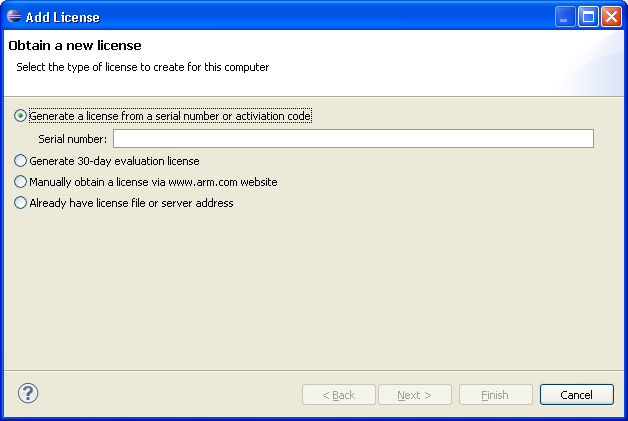 Add License
Obtain a new license
Select the type of license to create for this computer
Generate a license from a serial number or activiation code
Serial number:
Generate 30-day evaluation license
Manually obtain a license via www.arm.com website
Already have license file or server address
?
< Back
Next >
Finish
Cancel